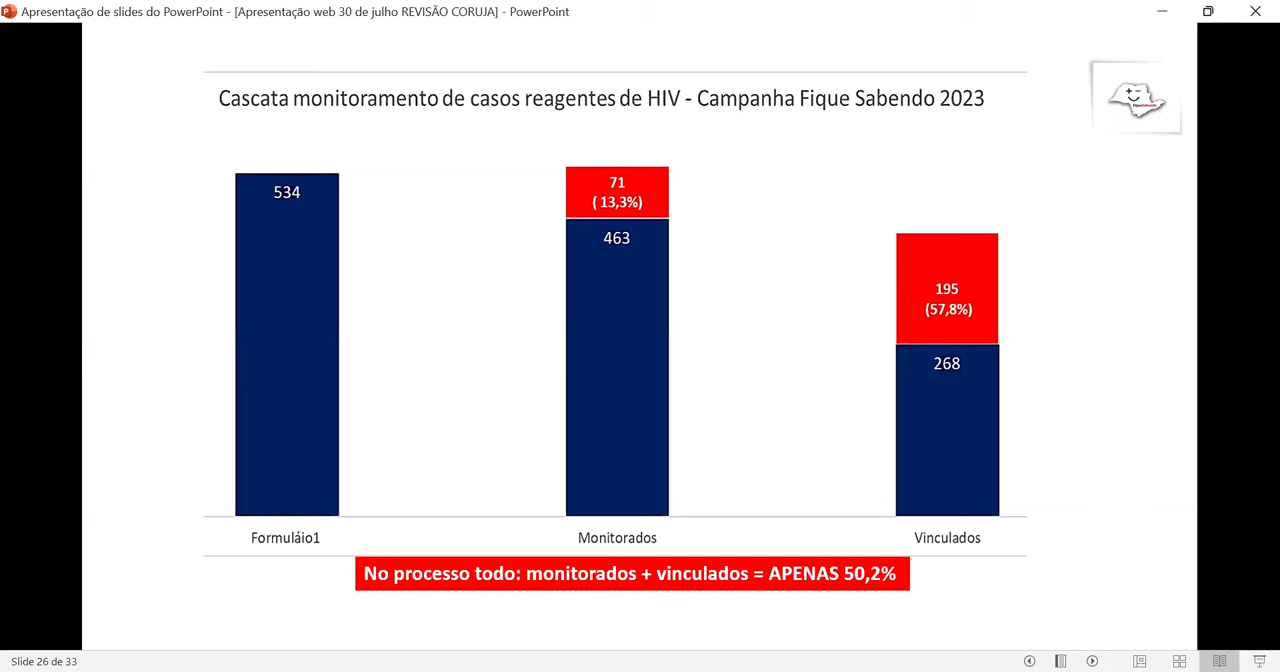 Apresentação de slides do PowerPoint - [Apresentação web 30 de julho REVISÃO CORUJA] - PowerPoint
Cascata monitoramento de casos reagentes de HIV - Campanha Fique Sabendo 2023
534
71
( 13,3%)
463
195
(57,8%)
268
Formuláio1
Monitorados
Vinculados
No processo todo: monitorados + vinculados = APENAS 50,2%
Slide 26 de 33